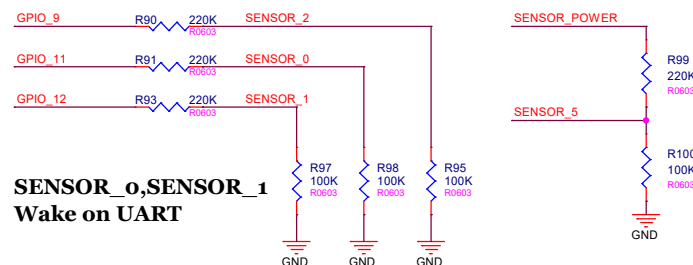 GPIO_9 R90 220K SENSOR_2 SENSOR_POWER
R0603
GPIO_11 R91 220K SENSOR_0 R99
R0603 220K
R0603
GPIO_12 R93 220K SENSOR_1 SENSOR_5
R0603
R97 R98 R95 R100
100K 100K 100K 100K
R0603 R0603 R0603 R0603
SENSOR_0,SENSOR_1
Wake on UART
GND GND GND GND